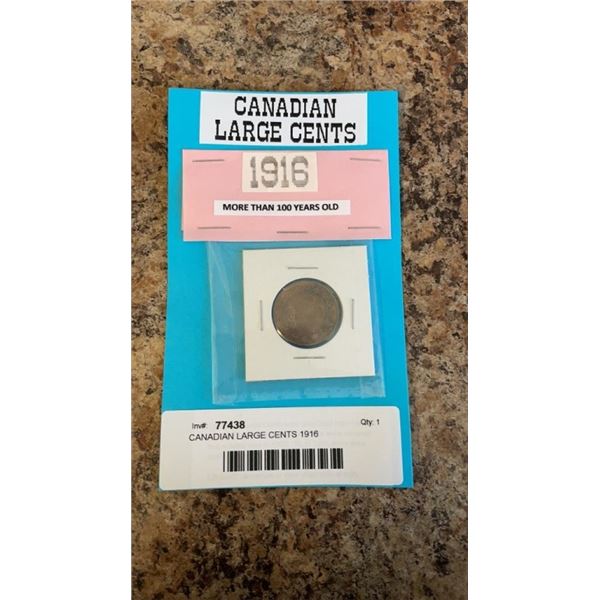 CANADIAN
LARGE CENTS
1916
MORE THAN 100 YEARS OLD
Inv#: 77438 Qty: 1
CANADIAN LARGE CENTS 1916